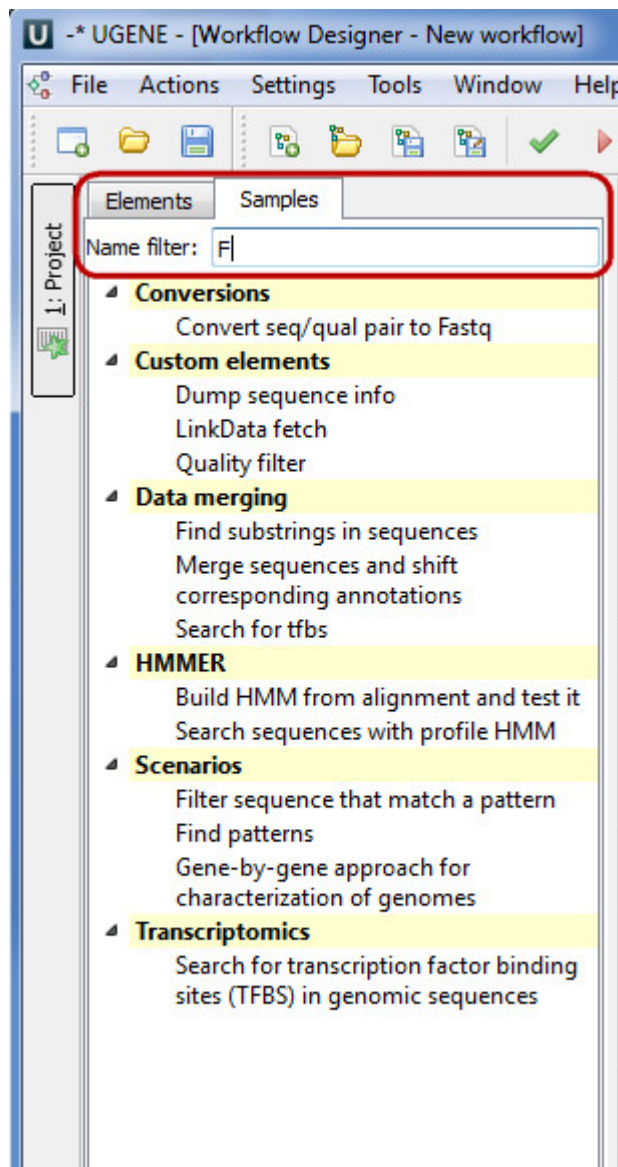 U -* UGENE - [Workflow Designer - New workflow]
File Actions Settings Tools Window Help
Elements Samples
Name filter: F
1: Project
Conversions
Convert seq/qual pair to Fastq
Custom elements
Dump sequence info
LinkData fetch
Quality filter
Data merging
Find substrings in sequences
Merge sequences and shift
corresponding annotations
Search for tfbs
HMMER
Build HMM from alignment and test it
Search sequences with profile HMM
Scenarios
Filter sequence that match a pattern
Find patterns
Gene-by-gene approach for
characterization of genomes
Transcriptomics
Search for transcription factor binding
sites (TFBS) in genomic sequences